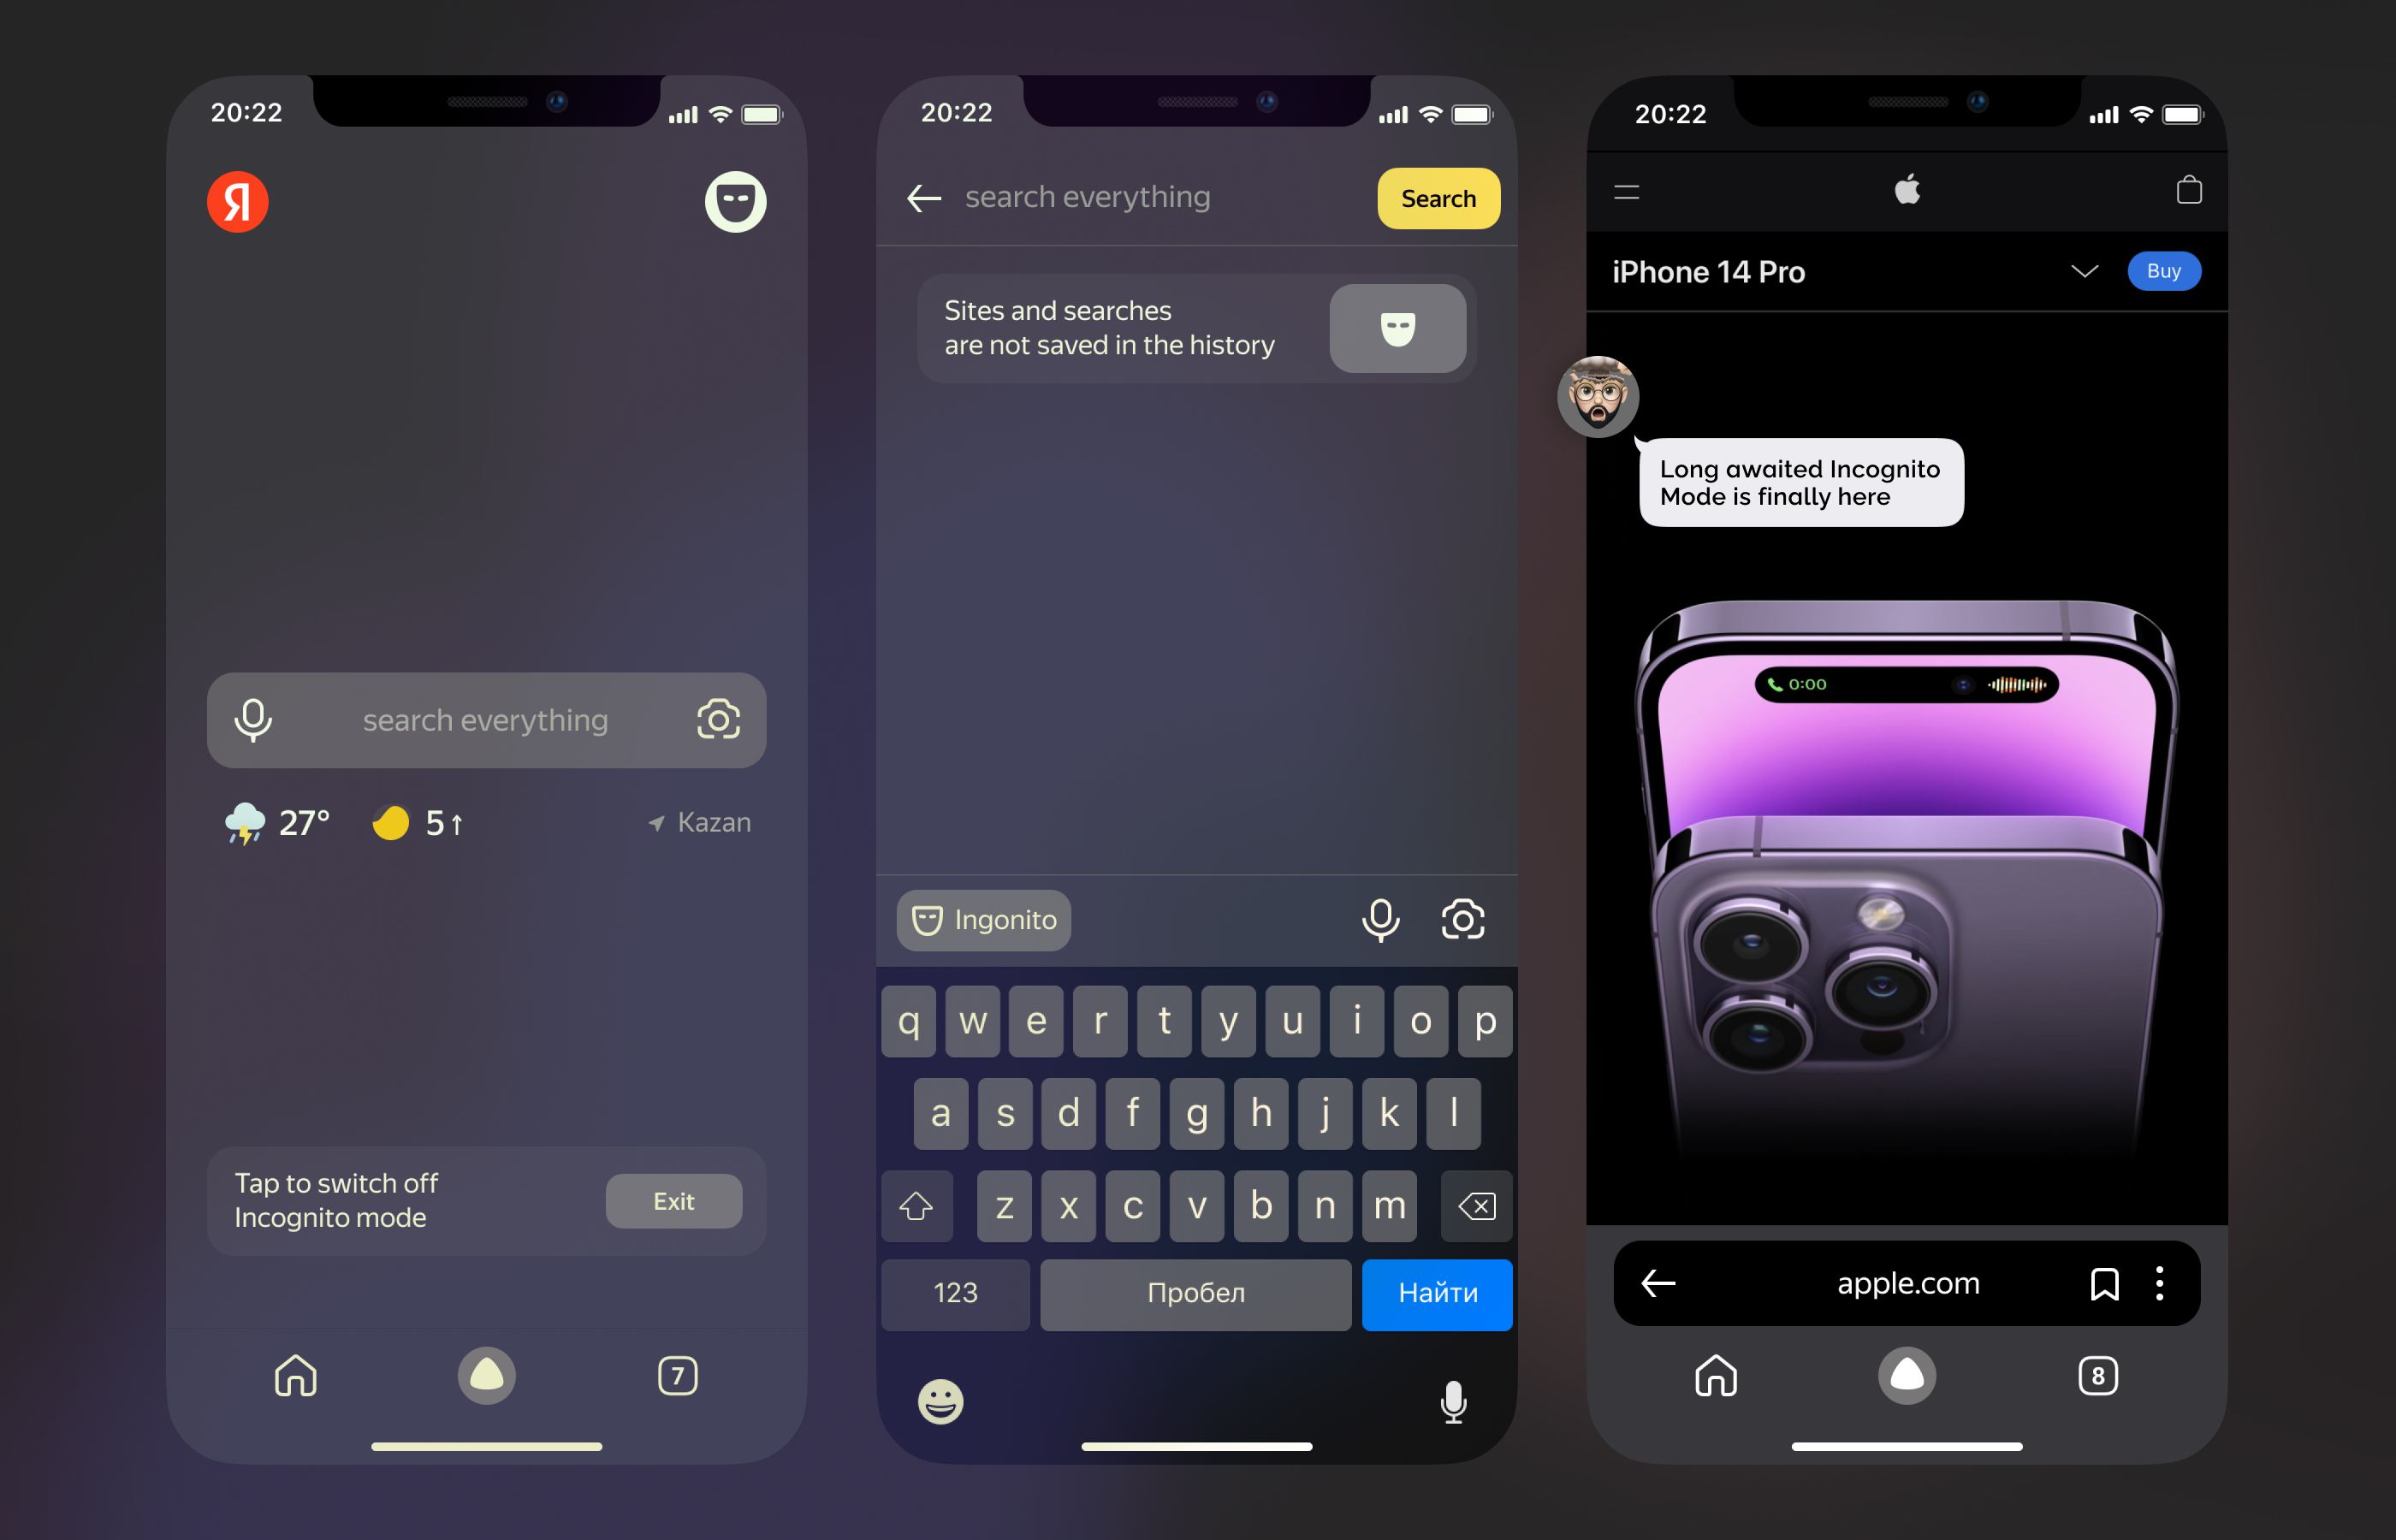 20:22
Я
search everything
27°
5↑
Kazan
Tap to switch off
Incognito mode
Exit
7
20:22
search everything
Search
Sites and searches
are not saved in the history
Ingonito
q w e r t y u i o p
a s d f g h j k l
z x c v b n m
123
Пробел
Найти
20:22
iPhone 14 Pro
Buy
Long awaited Incognito
Mode is finally here
0:00
apple.com
8